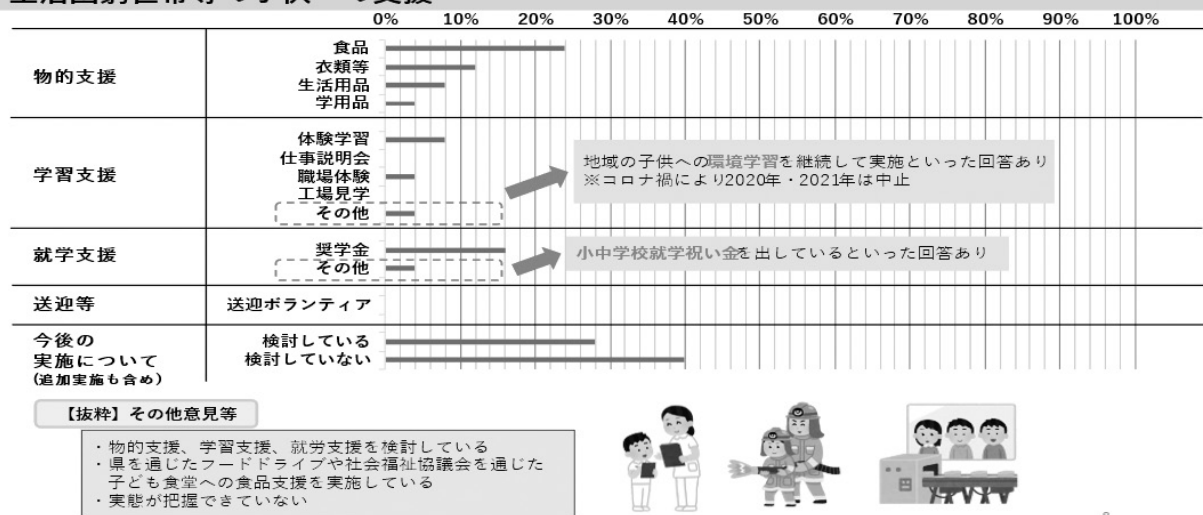 0% 10% 20% 30% 40% 50% 60% 70% 80% 90% 100%
物的支援
食品
衣類等
生活用品
学用品
学習支援
体験学習
仕事説明会
職場体験
工場見学
その他
地域の子供への環境学習を継続して実施といった回答あり
※コロナ禍により2020年・2021年は中止
就学支援
奨学金
その他
小中学校就学祝い金を出しているといった回答あり
送迎等
送迎ボランティア
今後の
実施について
(追加実施も含め)
検討している
検討していない
【抜粋】その他意見等
・物的支援、学習支援、就労支援を検討している
・県を通じたフードドライブや社会福祉協議会を通じた
子ども食堂への食品支援を実施している
・実態が把握できていない